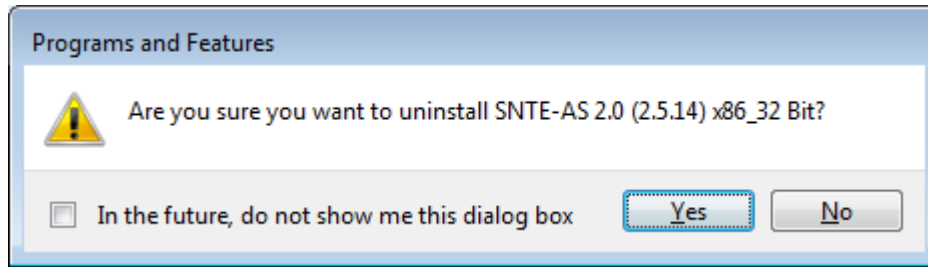 Programs and Features
Are you sure you want to uninstall SNTE-AS 2.0 (2.5.14) x86_32 Bit?
In the future, do not show me this dialog box
Yes
No